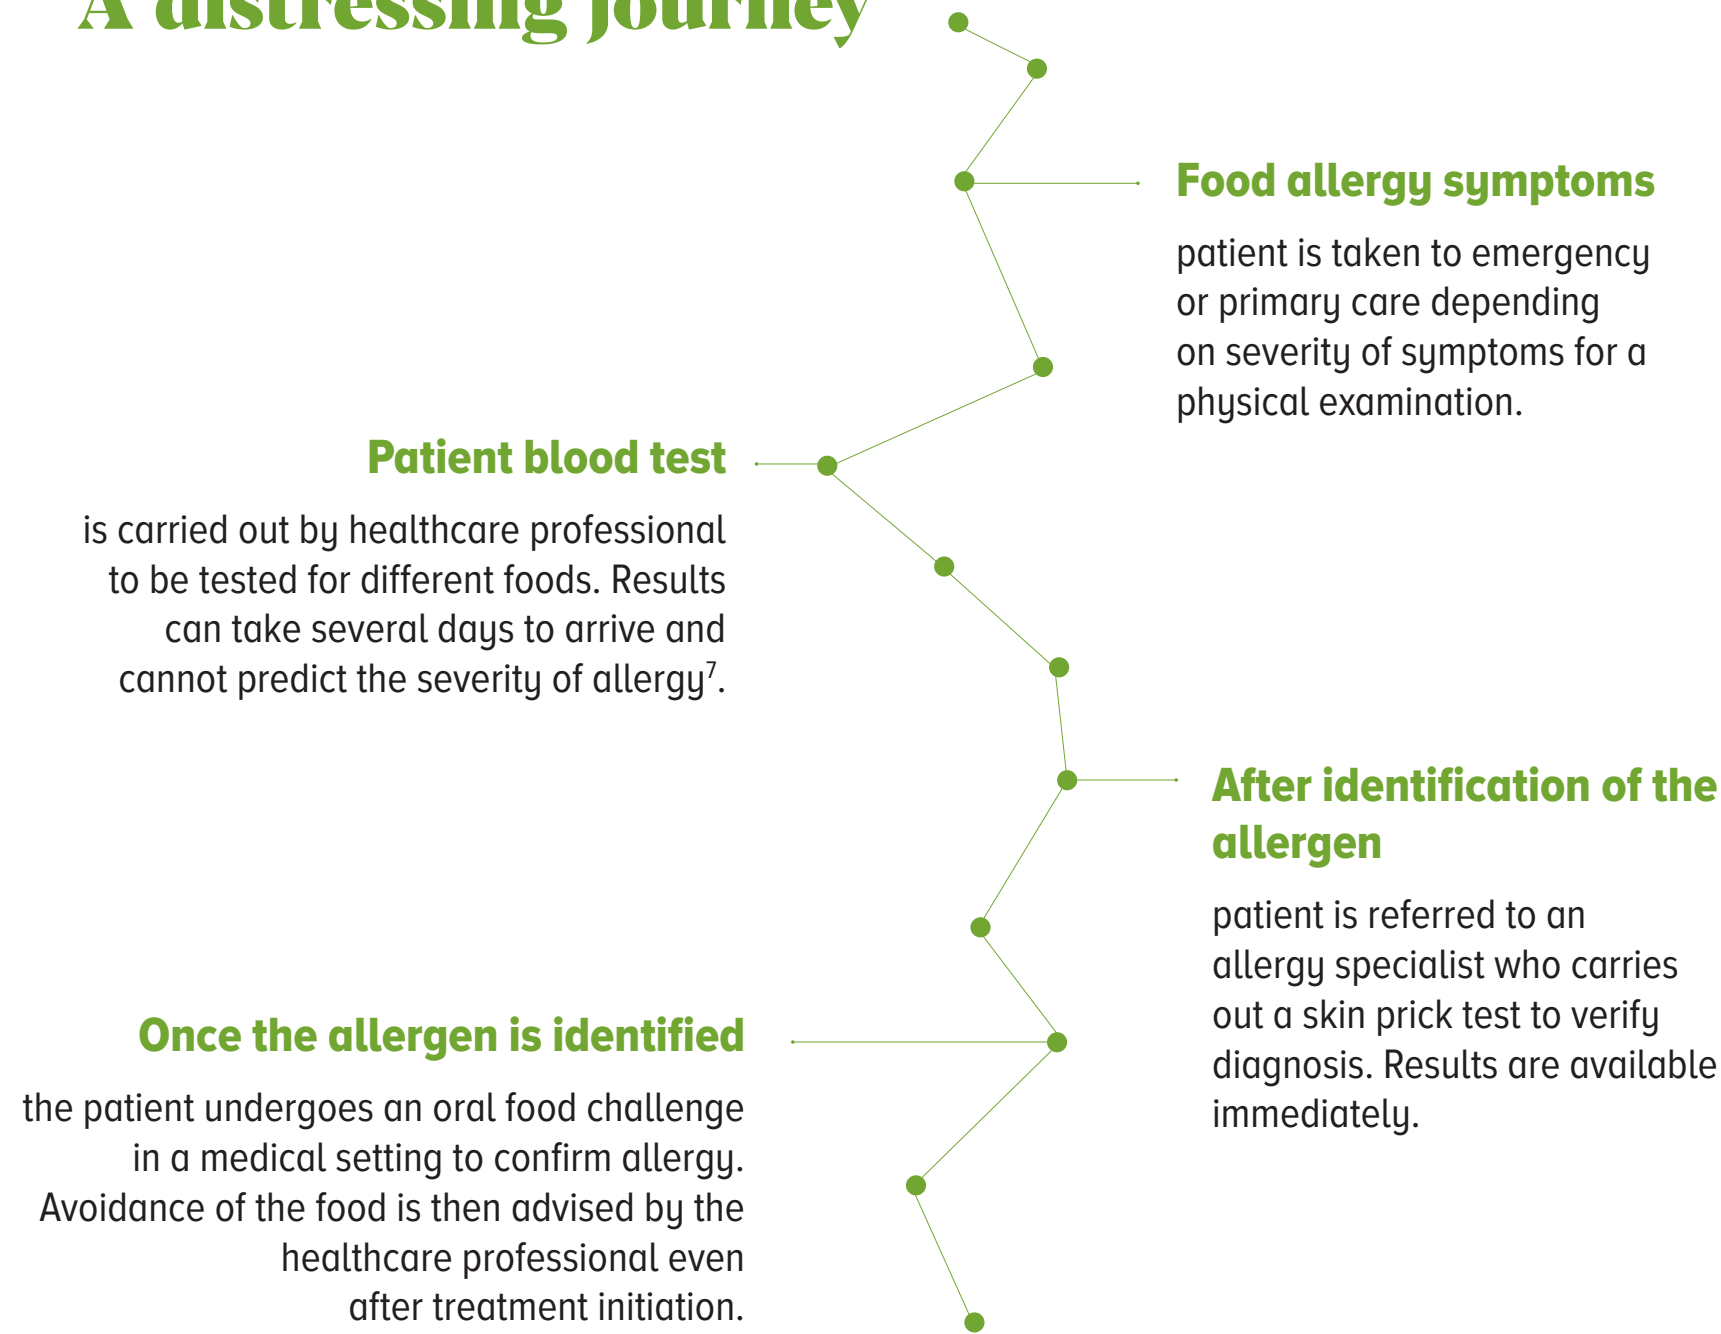 A distressing journey
Food allergy symptoms
patient is taken to emergency
or primary care depending
on severity of symptoms for a
physical examination.
Patient blood test
is carried out by healthcare professional
to be tested for different foods. Results
can take several days to arrive and
cannot predict the severity of allergy⁷.
After identification of the
allergen
patient is referred to an
allergy specialist who carries
out a skin prick test to verify
diagnosis. Results are available
immediately.
Once the allergen is identified
the patient undergoes an oral food challenge
in a medical setting to confirm allergy.
Avoidance of the food is then advised by the
healthcare professional even
after treatment initiation.